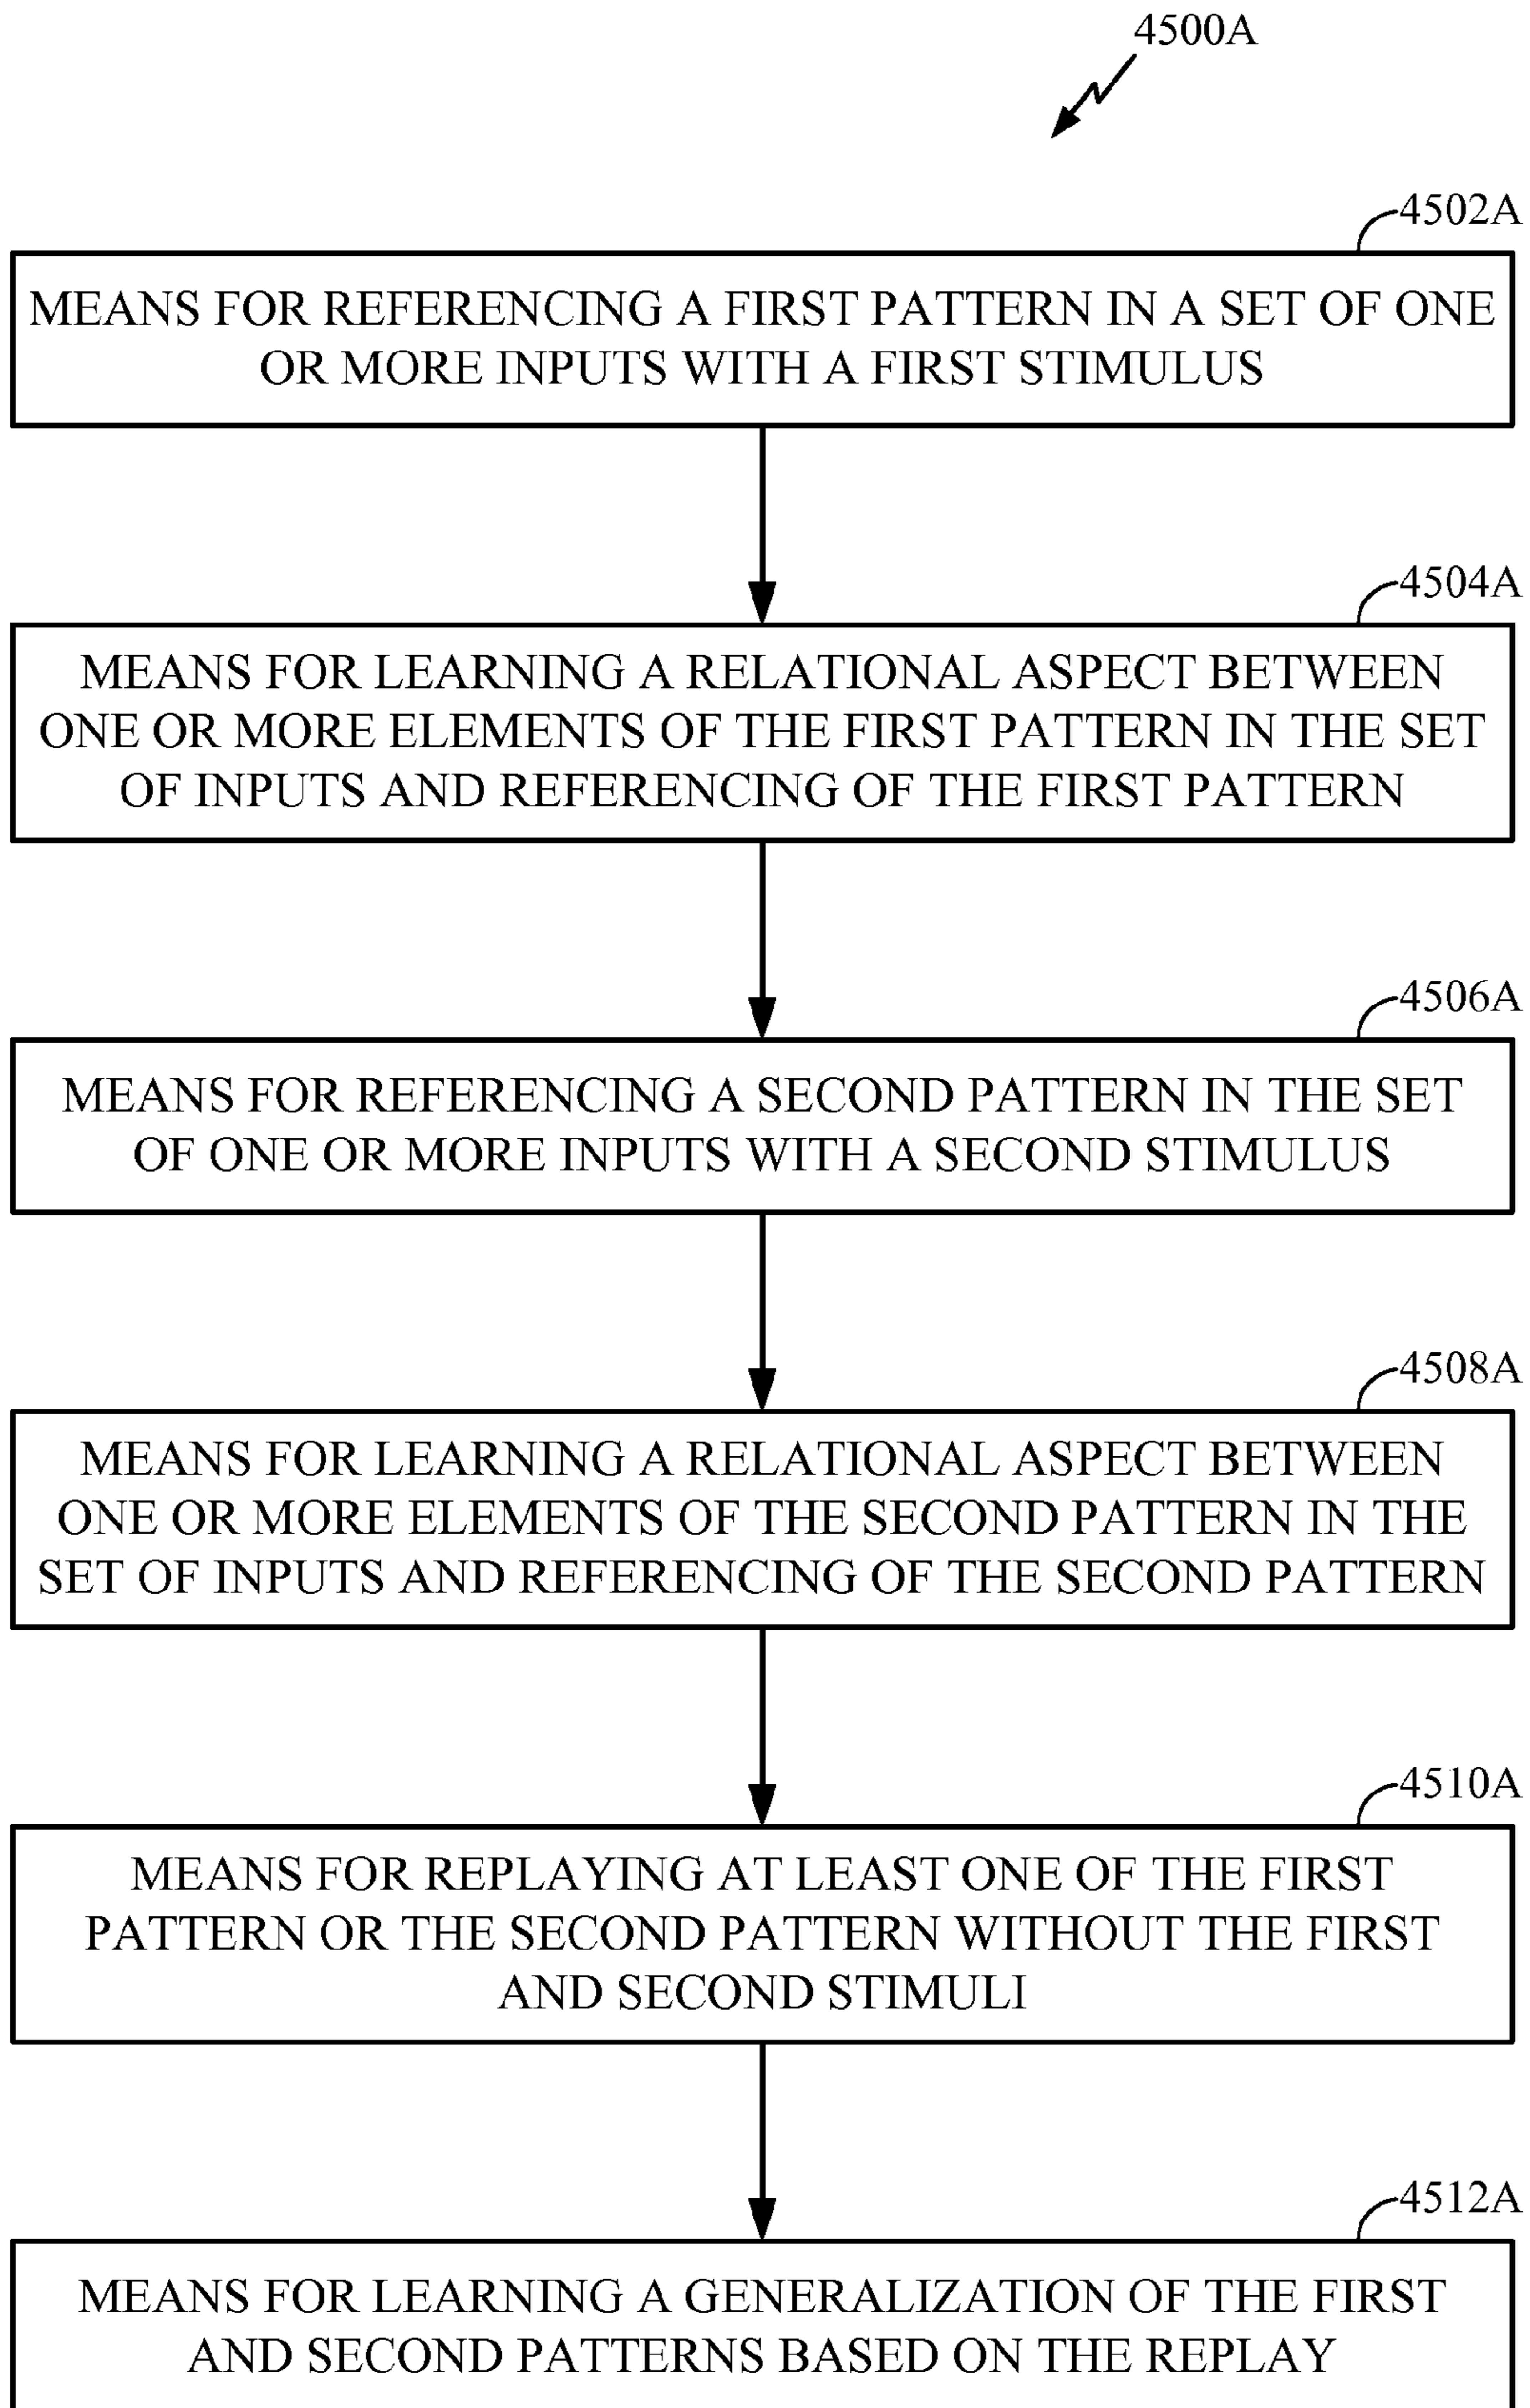 4500A
4502A
MEANS FOR REFERENCING A FIRST PATTERN IN A SET OF ONE
OR MORE INPUTS WITH A FIRST STIMULUS
4504A
MEANS FOR LEARNING A RELATIONAL ASPECT BETWEEN
ONE OR MORE ELEMENTS OF THE FIRST PATTERN IN THE SET
OF INPUTS AND REFERENCING OF THE FIRST PATTERN
4506A
MEANS FOR REFERENCING A SECOND PATTERN IN THE SET
OF ONE OR MORE INPUTS WITH A SECOND STIMULUS
4508A
MEANS FOR LEARNING A RELATIONAL ASPECT BETWEEN
ONE OR MORE ELEMENTS OF THE SECOND PATTERN IN THE
SET OF INPUTS AND REFERENCING OF THE SECOND PATTERN
4510A
MEANS FOR REPLAYING AT LEAST ONE OF THE FIRST
PATTERN OR THE SECOND PATTERN WITHOUT THE FIRST
AND SECOND STIMULI
4512A
MEANS FOR LEARNING A GENERALIZATION OF THE FIRST
AND SECOND PATTERNS BASED ON THE REPLAY